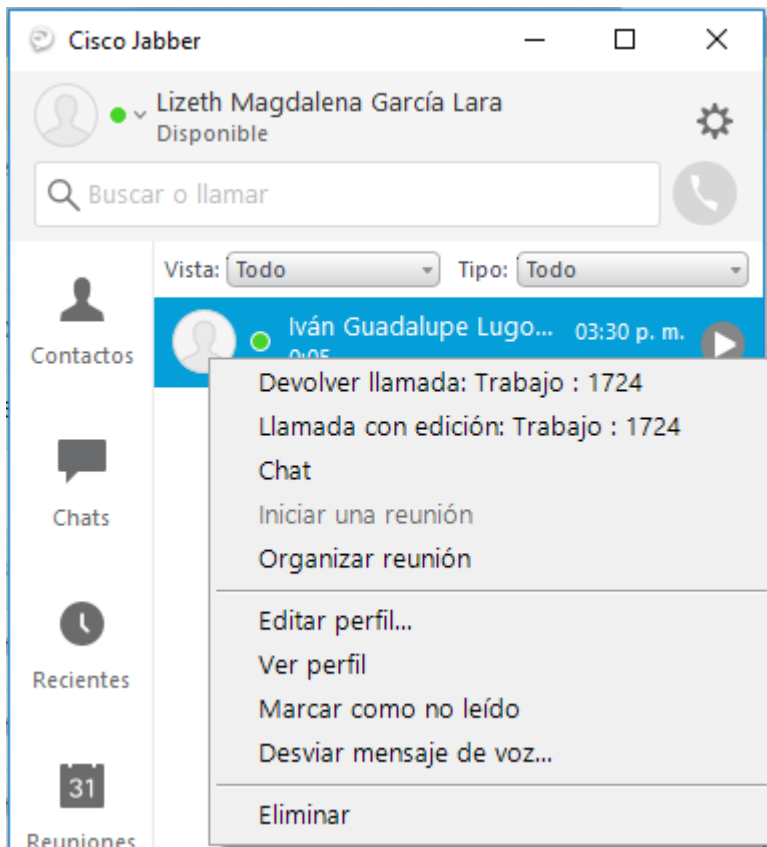 Cisco Jabber
Lizeth Magdalena García Lara
Disponible
Buscar o llamar
Vista: Todo Tipo: Todo
Iván Guadalupe Lugo... 03:30 p. m.
0:05
Contactos
Devolver llamada: Trabajo : 1724
Llamada con edición: Trabajo : 1724
Chat
Chats
Iniciar una reunión
Organizar reunión
Editar perfil...
Ver perfil
Recientes
Marcar como no leído
Desviar mensaje de voz...
31
Eliminar
Reuniones